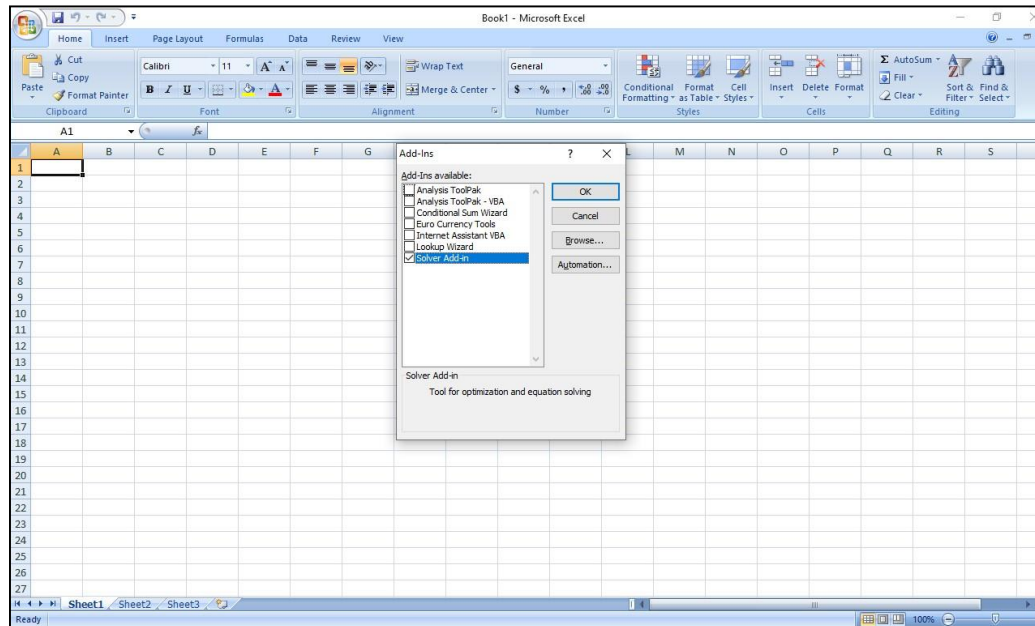 Book1 - Microsoft Excel
Home Insert Page Layout Formulas Data Review View
Cut
Copy
Format Painter
Paste
Clipboard
Calibri 11 A A
B I U A
Font
Wrap Text
Merge & Center
Alignment
General
$ % , .0 .00 .00 .0
Number
Conditional Formatting
Format as Table
Cell Styles
Styles
Insert Delete Format
Cells
Σ AutoSum
Fill
Clear
Sort & Filter
Find & Select
Editing
A1 fx
A B C D E F G L M N O P Q R S
1
2
3
4
5
6
7
8
9
10
11
12
13
14
15
16
17
18
19
20
21
22
23
24
25
26
27
Add-Ins ? X
Add-Ins available:
Analysis ToolPak
Analysis ToolPak - VBA
Conditional Sum Wizard
Euro Currency Tools
Internet Assistant VBA
Lookup Wizard
Solver Add-in
OK
Cancel
Browse...
Automation...
Solver Add-in
Tool for optimization and equation solving
Sheet1 Sheet2 Sheet3
Ready 100%